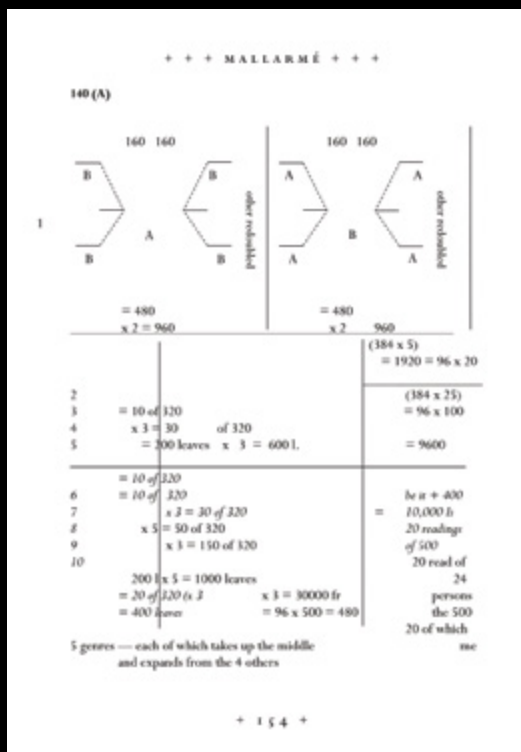 + + + MALLARMÉ + + +
140 (A)
160 160
160 160
B B
A A
other redoubled
other redoubled
1
A
B
B B
A A
= 480
= 480
x 2 = 960
x 2 960
(384 x 5)
= 1920 = 96 x 20
2
(384 x 25)
3 = 10 of 320
= 96 x 100
4 x 3 = 30 of 320
5 = 200 leaves x 3 = 600 l.
= 9600
= 10 of 320
6 = 10 of 320
be it + 400
7 x 3 = 30 of 320
= 10,000 fr
8 x 5 = 50 of 320
20 readings
9 x 3 = 150 of 320
of 500
10
20 read of
200 l x 5 = 1000 leaves
24
= 20 of 320 (x 3 x 3 = 30000 fr
persons
= 400 leaves = 96 x 500 = 480
the 500
20 of which
5 genres — each of which takes up the middle
me
and expands from the 4 others
+ 154 +